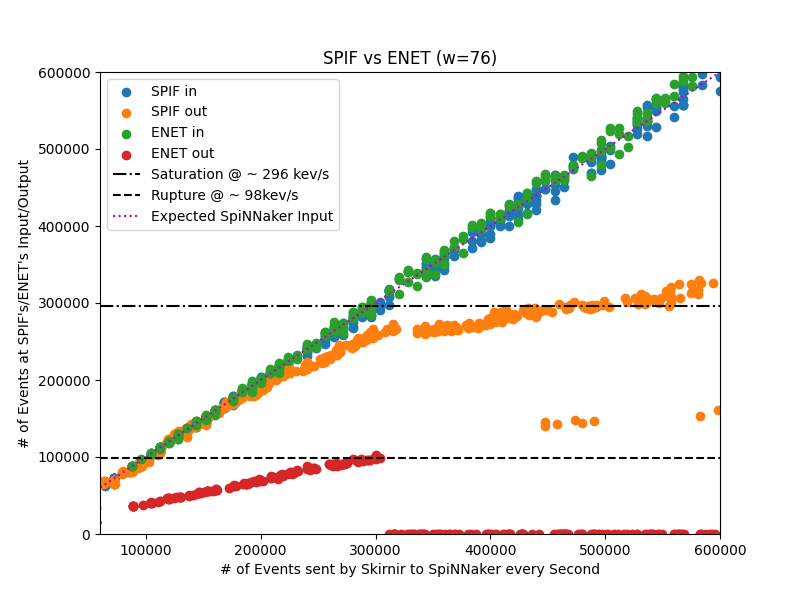 SPIF vs ENET (w=76)
600000
500000
400000
300000
200000
100000
0
# of Events at SPIF's/ENET's Input/Output
SPIF in
SPIF out
ENET in
ENET out
Saturation @ ~ 296 kev/s
Rupture @ ~ 98kev/s
Expected SpiNNaker Input
100000 200000 300000 400000 500000 600000
# of Events sent by Skirnir to SpiNNaker every Second